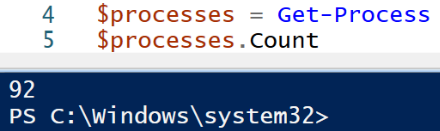 4 $processes = Get-Process
5 $processes.Count
92
PS C:\Windows\system32>